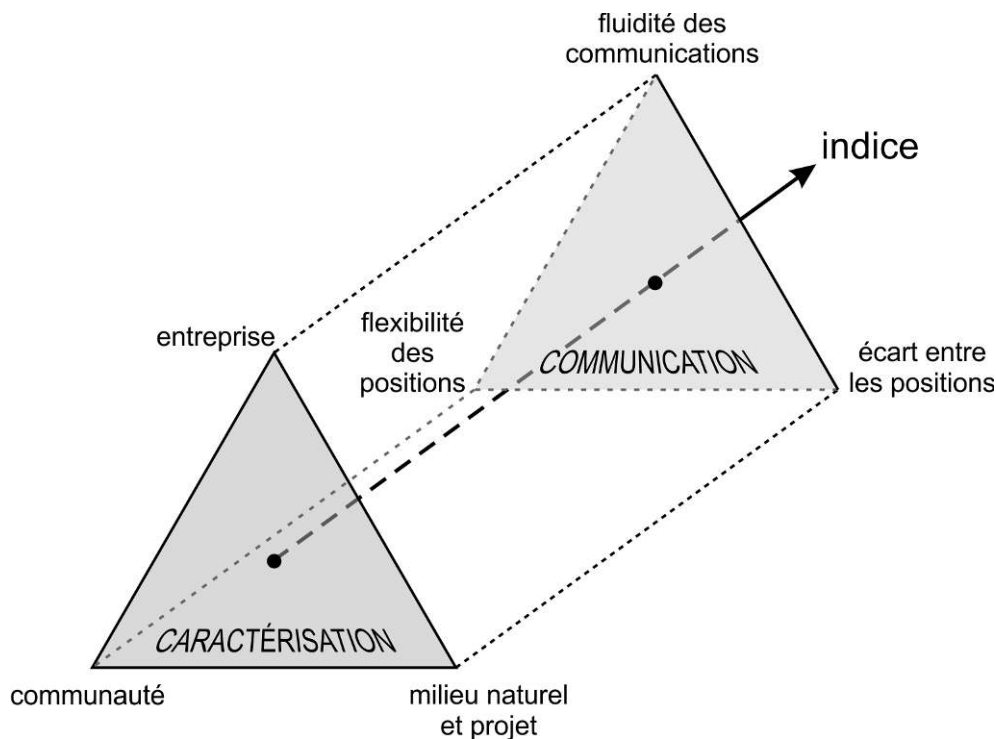 fluidité des
communications
indice
entreprise
flexibilité
des
positions
COMMUNICATION
écart entre
les positions
CARACTÉRISATION
communauté
milieu naturel
et projet